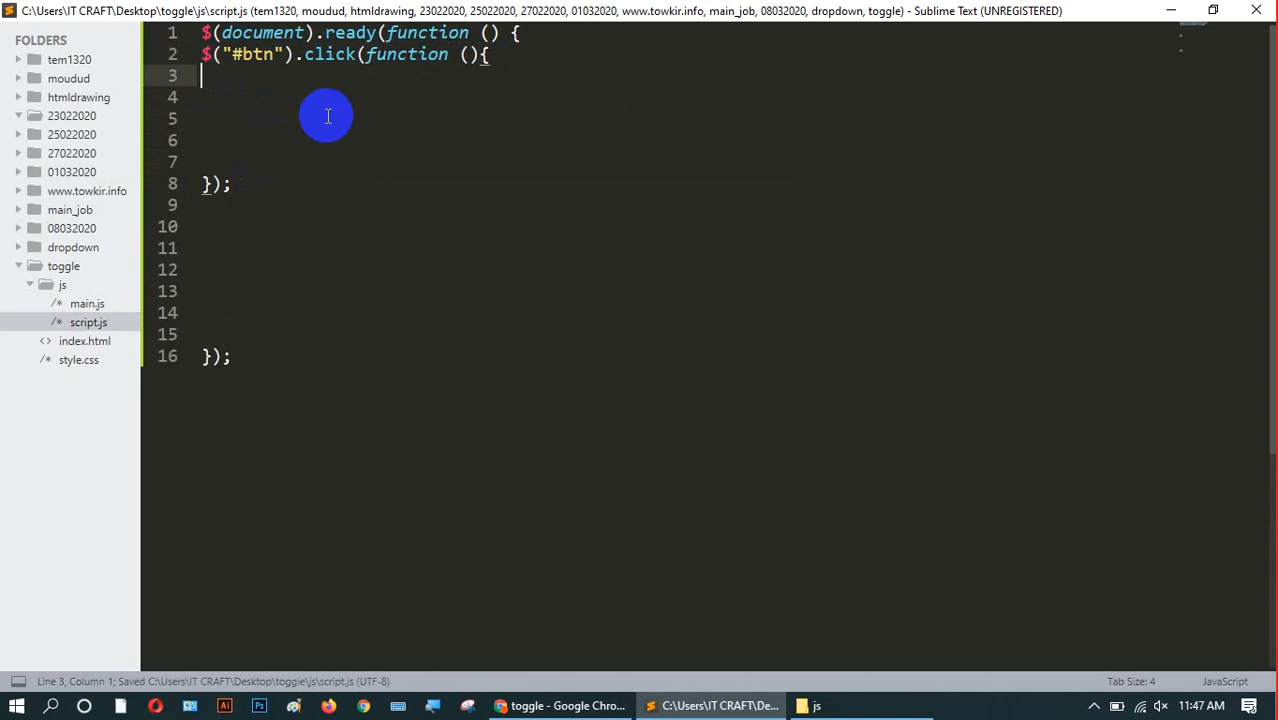 C:\Users\IT CRAFT\Desktop\toggle\js\script.js (tem1320, moudud, htmldrawing, 23022020, 25022020, 27022020, 01032020, www.towkir.info, main_job, 08032020, dropdown, toggle) - Sublime Text (UNREGISTERED)
FOLDERS
tem1320
moudud
htmldrawing
23022020
25022020
27022020
01032020
www.towkir.info
main_job
08032020
dropdown
toggle
js
/* main.js
/* script.js
<> index.html
/* style.css
1 $(document).ready(function () {
2 $("#btn").click(function (){
3
4
5
6
7
8 });
9
10
11
12
13
14
15
16 });
Line 3, Column 1; Saved C:\Users\IT CRAFT\Desktop\toggle\js\script.js (UTF-8)
Tab Size: 4
JavaScript
Ai
Ps
toggle - Google Chro...
C:\Users\IT CRAFT\De...
js
11:47 AM